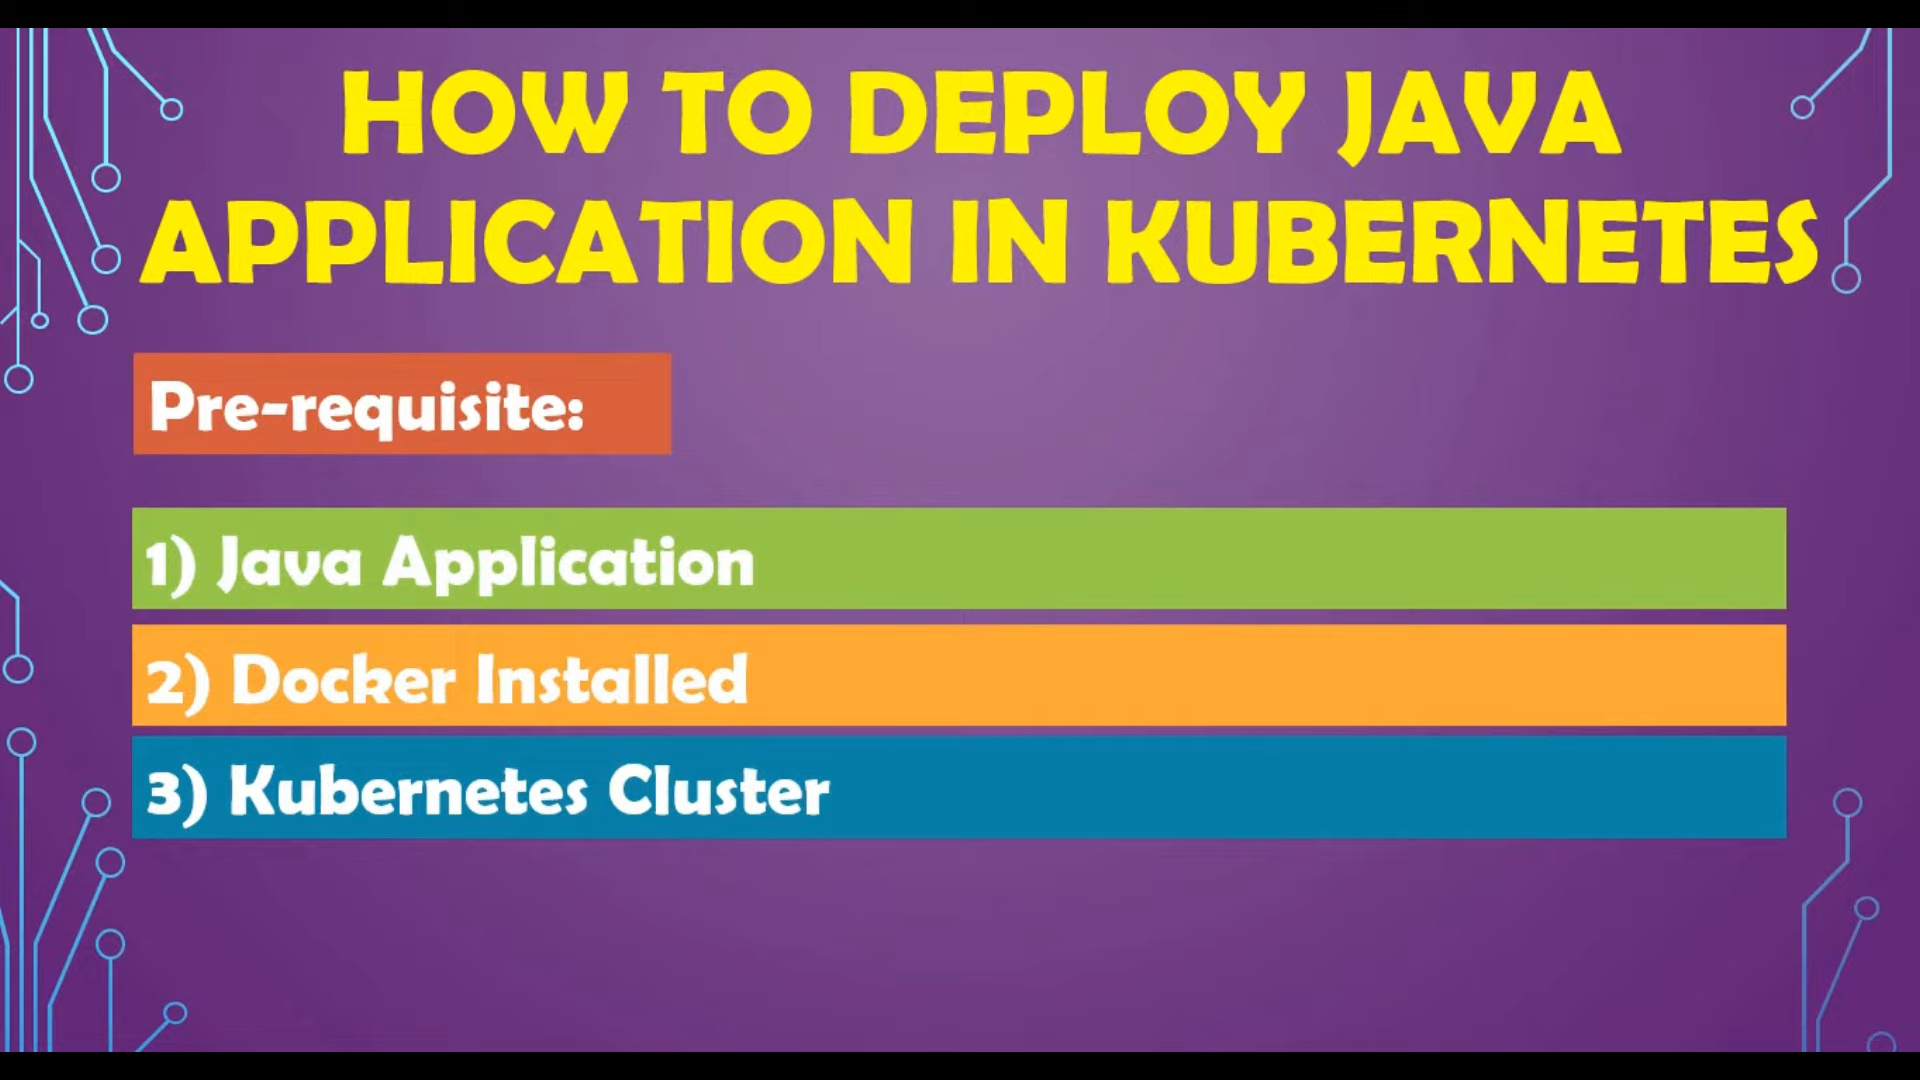 HOW TO DEPLOY JAVA
APPLICATION IN KUBERNETES
Pre-requisite:
1) Java Application
2) Docker Installed
3) Kubernetes Cluster